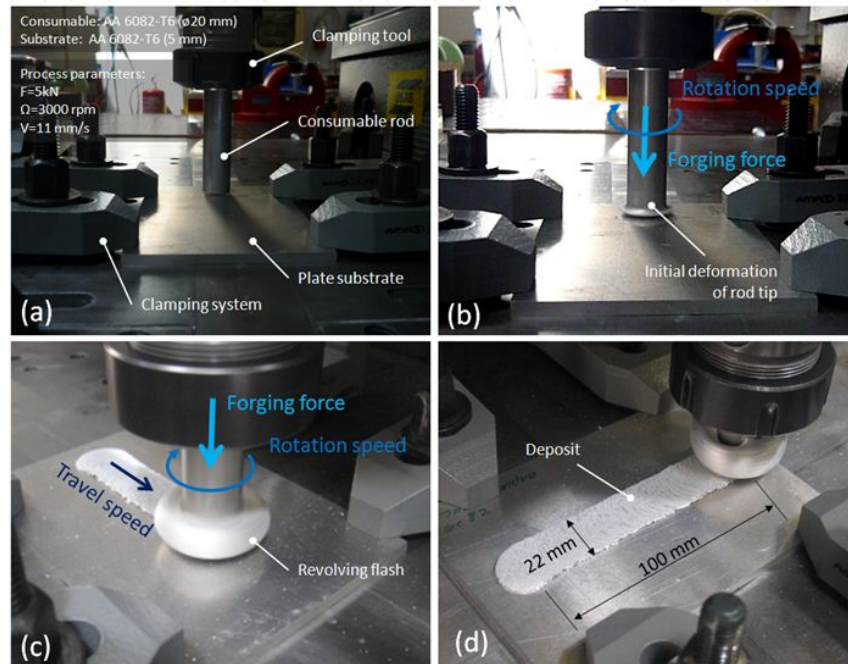 Consumable: AA 6082-T6 (ø20 mm)
Substrate: AA 6082-T6 (5 mm)
Process parameters:
F=5kN
Ω=3000 rpm
V=11 mm/s
Clamping tool
Consumable rod
Plate substrate
Clamping system
(a)
Rotation speed
Forging force
Initial deformation
of rod tip
(b)
Forging force
Rotation speed
Travel speed
Revolving flash
(c)
Deposit
22 mm
100 mm
(d)